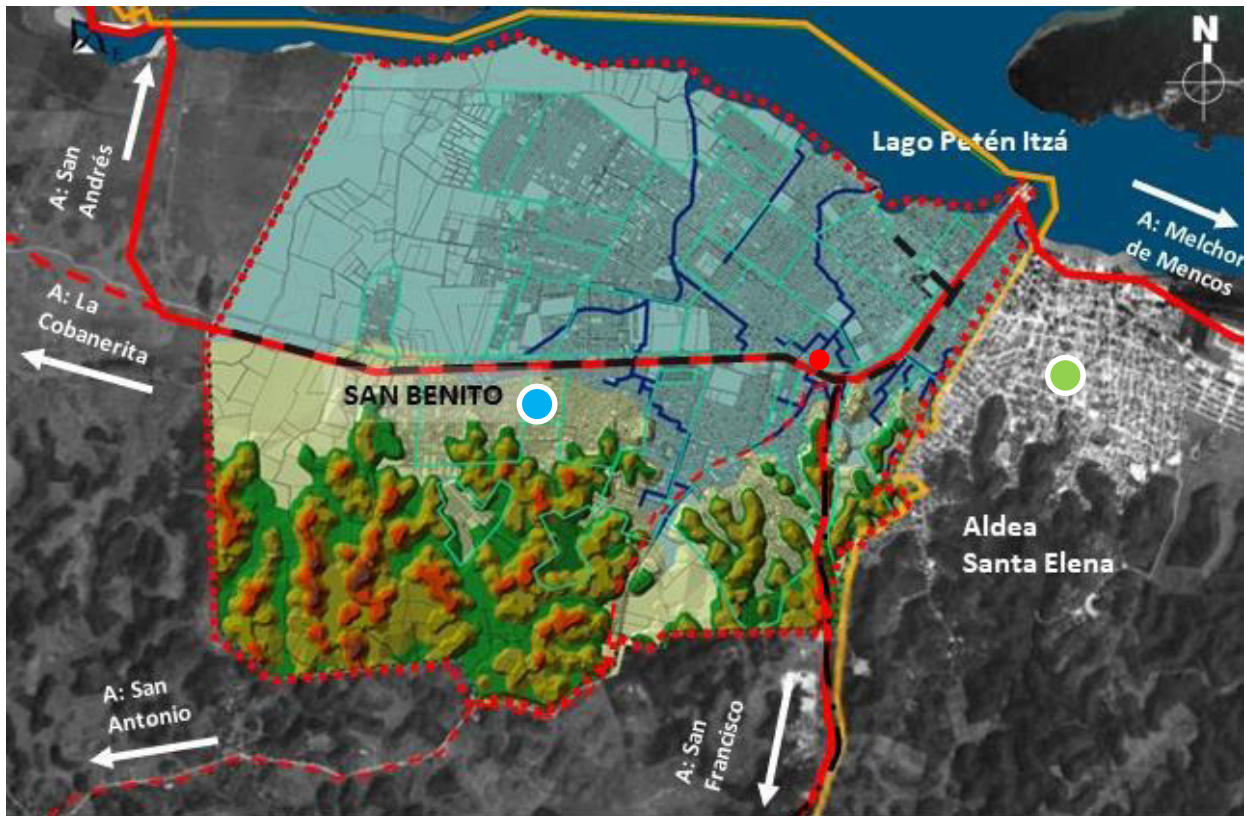 N
Lago Petén Itzá
A: San
Andrés
A: Melchor
de Mencos
A: La
Cobanerita
SAN BENITO
Aldea
Santa Elena
A: San
Antonio
A: San
Francisco